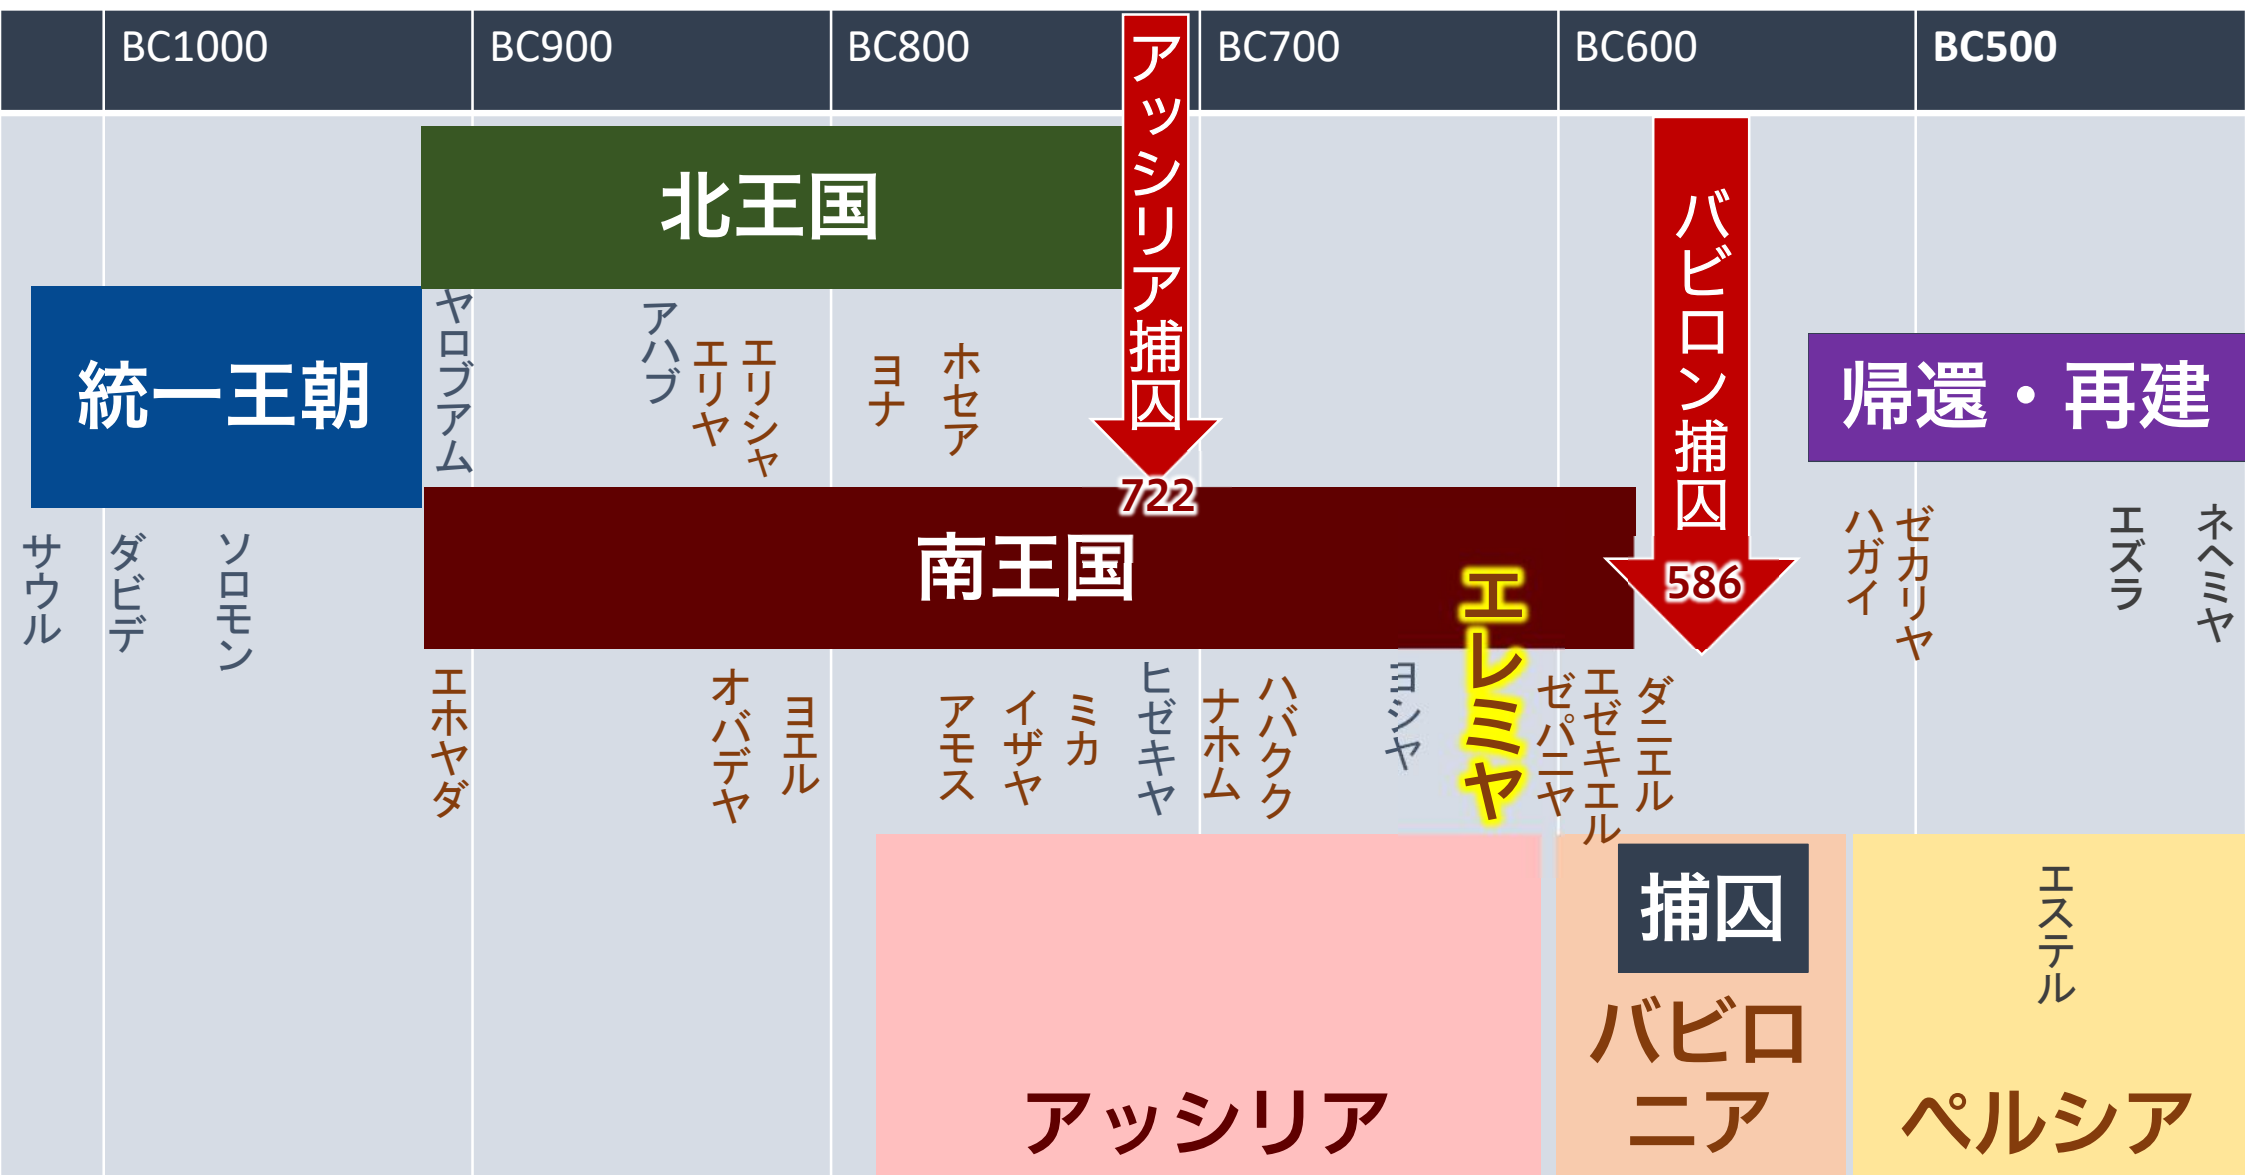 BC1000
BC900
BC800
BC700
BC600
BC500
アッシリア捕囚
722
バビロン捕囚
586
北王国
統一王朝
帰還・再建
ヤロブアム
アハブ
エリヤ
エリシャ
ヨナ
ホセア
南王国
サウル
ダビデ
ソロモン
ハガイ
ゼカリヤ
エズラ
ネヘミヤ
エホヤダ
オバデヤ
ヨエル
アモス
イザヤ
ミカ
ヒゼキヤ
ナホム
ハバクク
ヨシヤ
エレミヤ
ゼパニヤ
エゼキエル
ダニエル
捕囚
エステル
アッシリア
バビロ
ニア
ペルシア